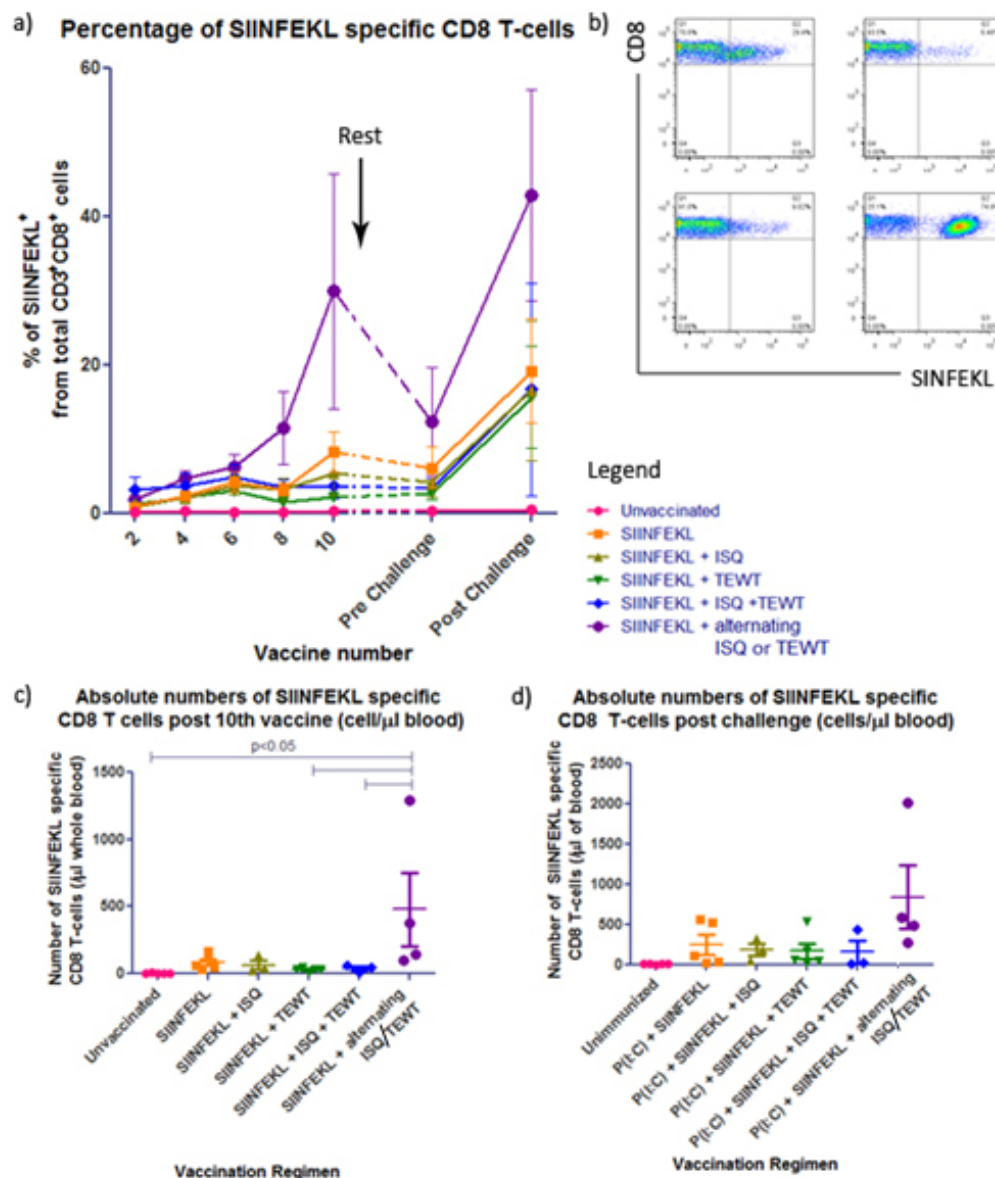 a)
Percentage of SIINFEKL specific CD8 T-cells
% of SIINFEKL+
from total CD3+CD8+ cells
60
40
20
0
Rest
2
4
6
8
10
Pre Challenge
Post Challenge
Vaccine number
b)
CD8
SINFEKL
Legend
Unvaccinated
SIINFEKL
SIINFEKL + ISQ
SIINFEKL + TEWT
SIINFEKL + ISQ +TEWT
SIINFEKL + alternating
ISQ or TEWT
c)
Absolute numbers of SIINFEKL specific
CD8 T cells post 10th vaccine (cell/µl blood)
p<0.05
Number of SIINFEKL specific
CD8 T-cells (/µl whole blood)
1500
1000
500
0
Unvaccinated
SIINFEKL
SIINFEKL + ISQ
SIINFEKL + TEWT
SIINFEKL + ISQ + TEWT
SIINFEKL + alternating
ISQ/TEWT
Vaccination Regimen
d)
Absolute numbers of SIINFEKL specific
CD8 T-cells post challenge (cells/µl blood)
Number of SIINFEKL specific
CD8 T-cells (/µl of blood)
2500
2000
1500
1000
500
0
Unimmunized
P(I:C) + SIINFEKL
P(I:C) + SIINFEKL + ISQ
P(I:C) + SIINFEKL + TEWT
P(I:C) + SIINFEKL + ISQ + TEWT
P(I:C) + SIINFEKL + alternating
ISQ/TEWT
Vaccination Regimen